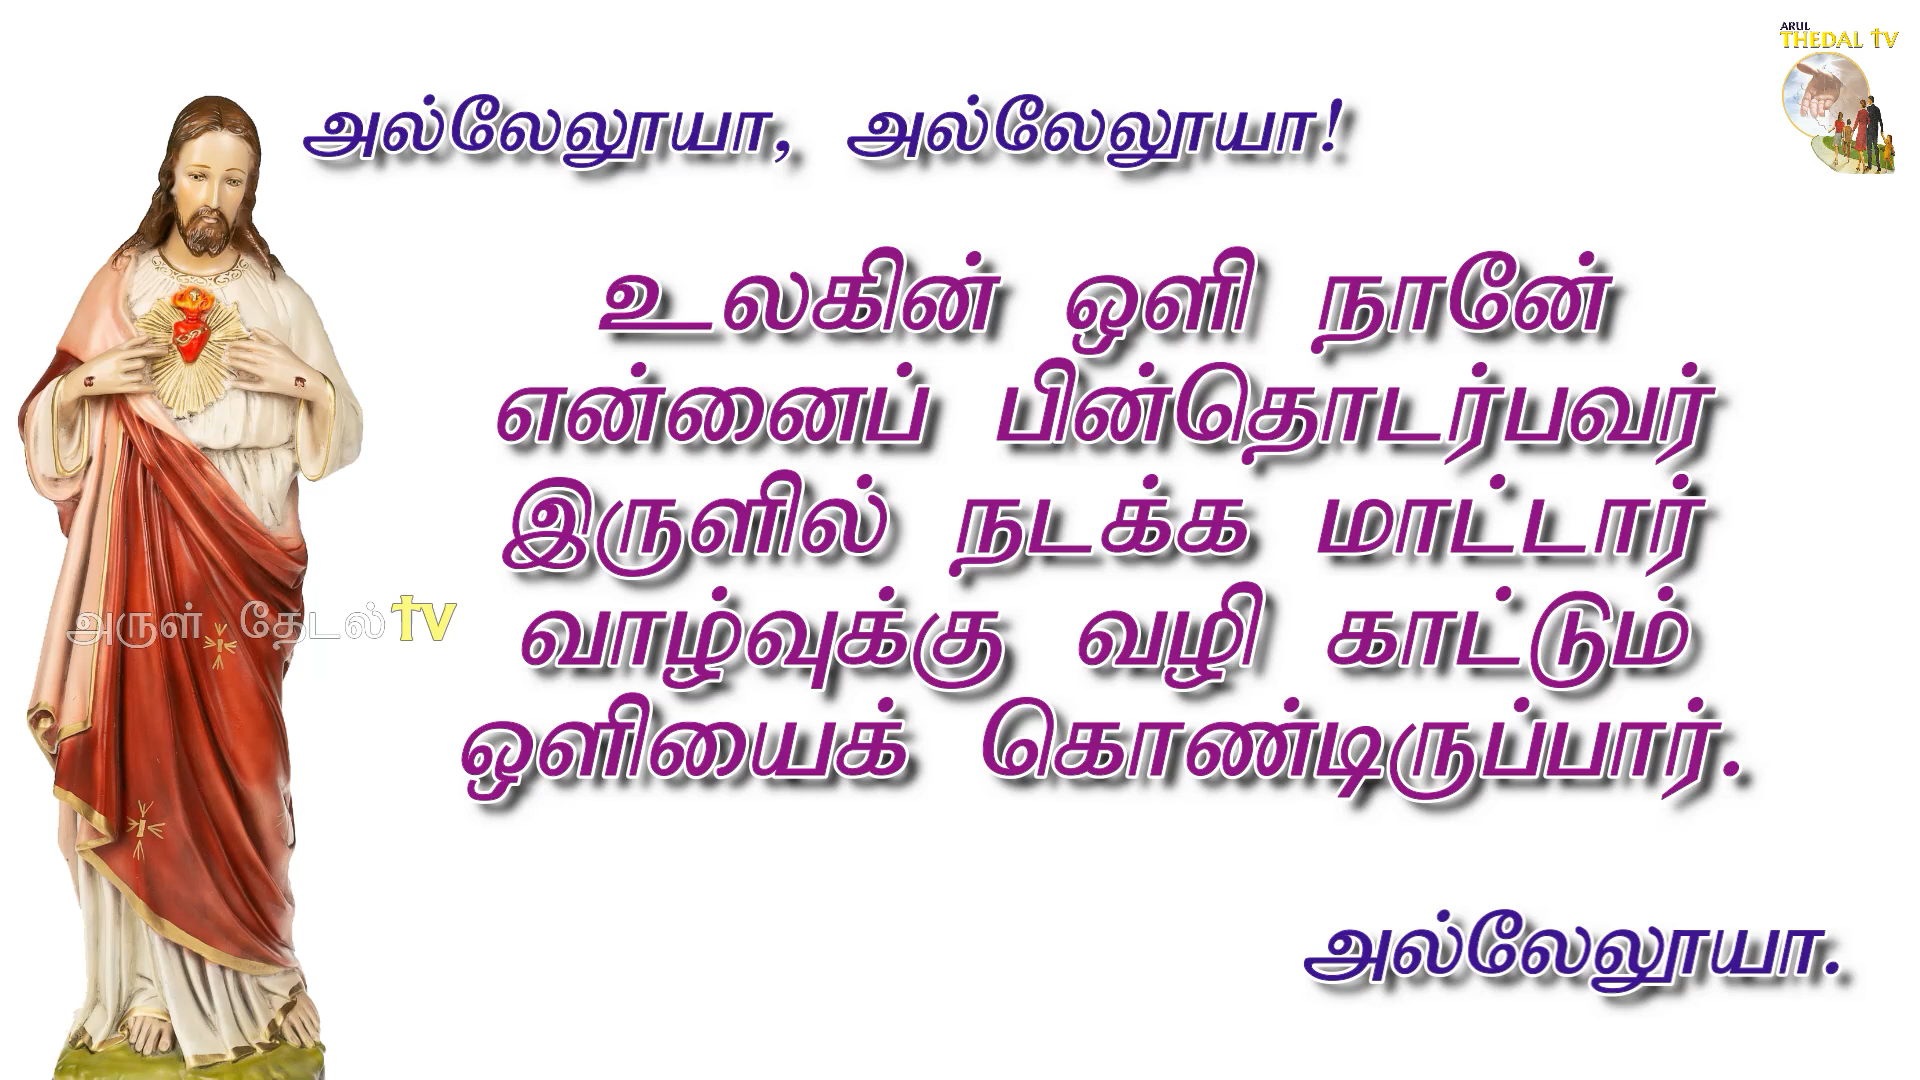 ARUL
THEDAL TV
அல்லேலூயா, அல்லேலூயா!
உலகின் ஒளி நானே
என்னைப் பின்தொடர்பவர்
இருளில் நடக்க மாட்டார்
வாழ்வுக்கு வழி காட்டும்
ஒளியைக் கொண்டிருப்பார்.
அருள் தேடல் TV
அல்லேலூயா.